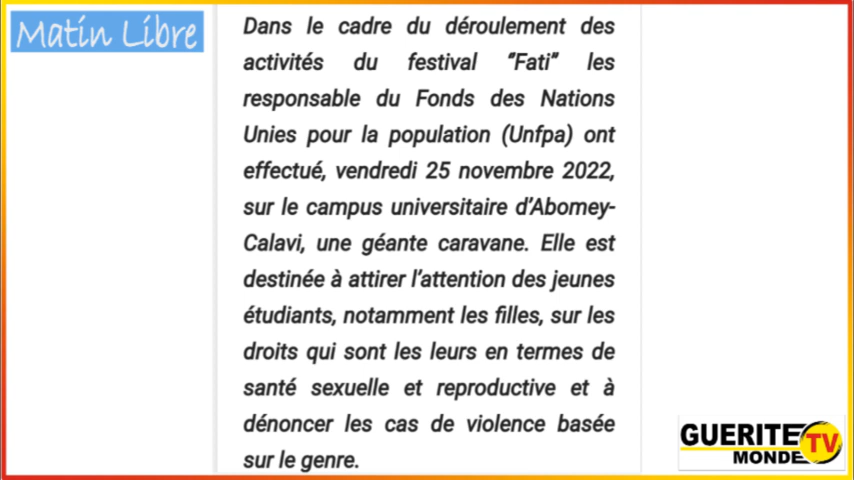 Matin Libre
Dans le cadre du déroulement des
activités du festival “Fati” les
responsable du Fonds des Nations
Unies pour la population (Unfpa) ont
effectué, vendredi 25 novembre 2022,
sur le campus universitaire d’Abomey-
Calavi, une géante caravane. Elle est
destinée à attirer l’attention des jeunes
étudiants, notamment les filles, sur les
droits qui sont les leurs en termes de
santé sexuelle et reproductive et à
dénoncer les cas de violence basée
sur le genre.
GUERITE TV
MONDE